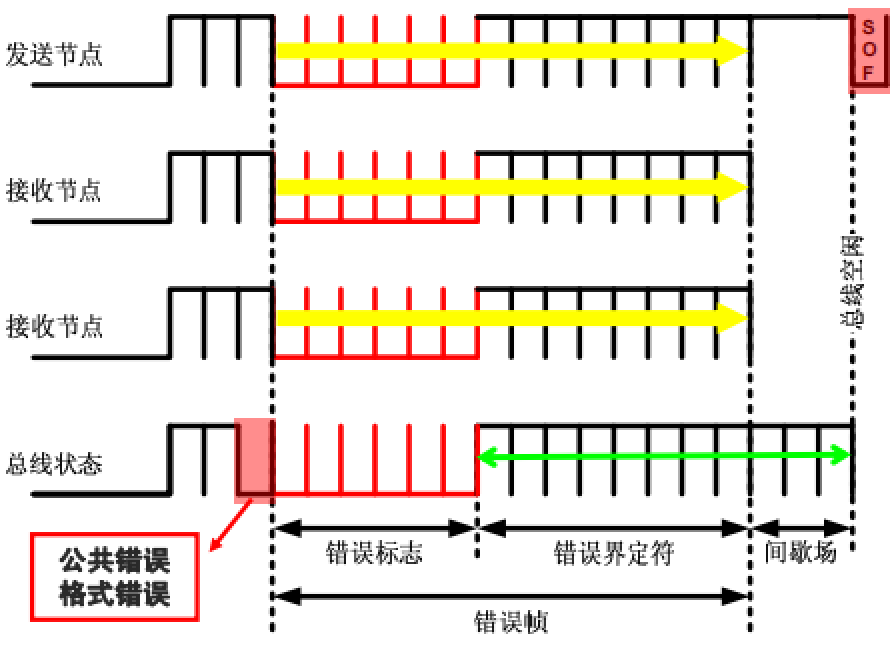 发送节点
SOF
接收节点
总线空闲
接收节点
总线状态
错误标志
错误界定符
间歇场
公共错误
格式错误
错误帧